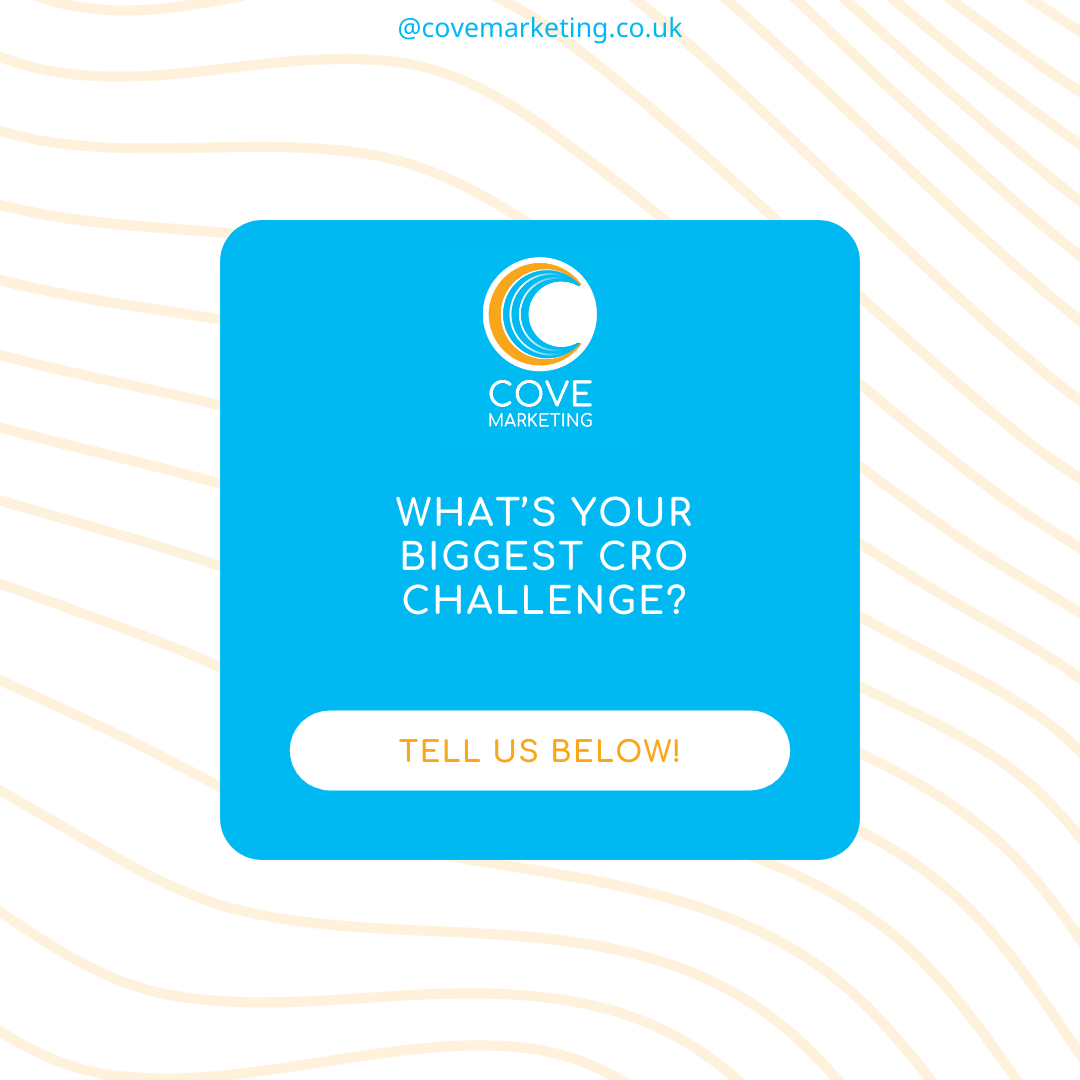 @covemarketing.co.uk
COVE
MARKETING
WHAT’S YOUR
BIGGEST CRO
CHALLENGE?
TELL US BELOW!